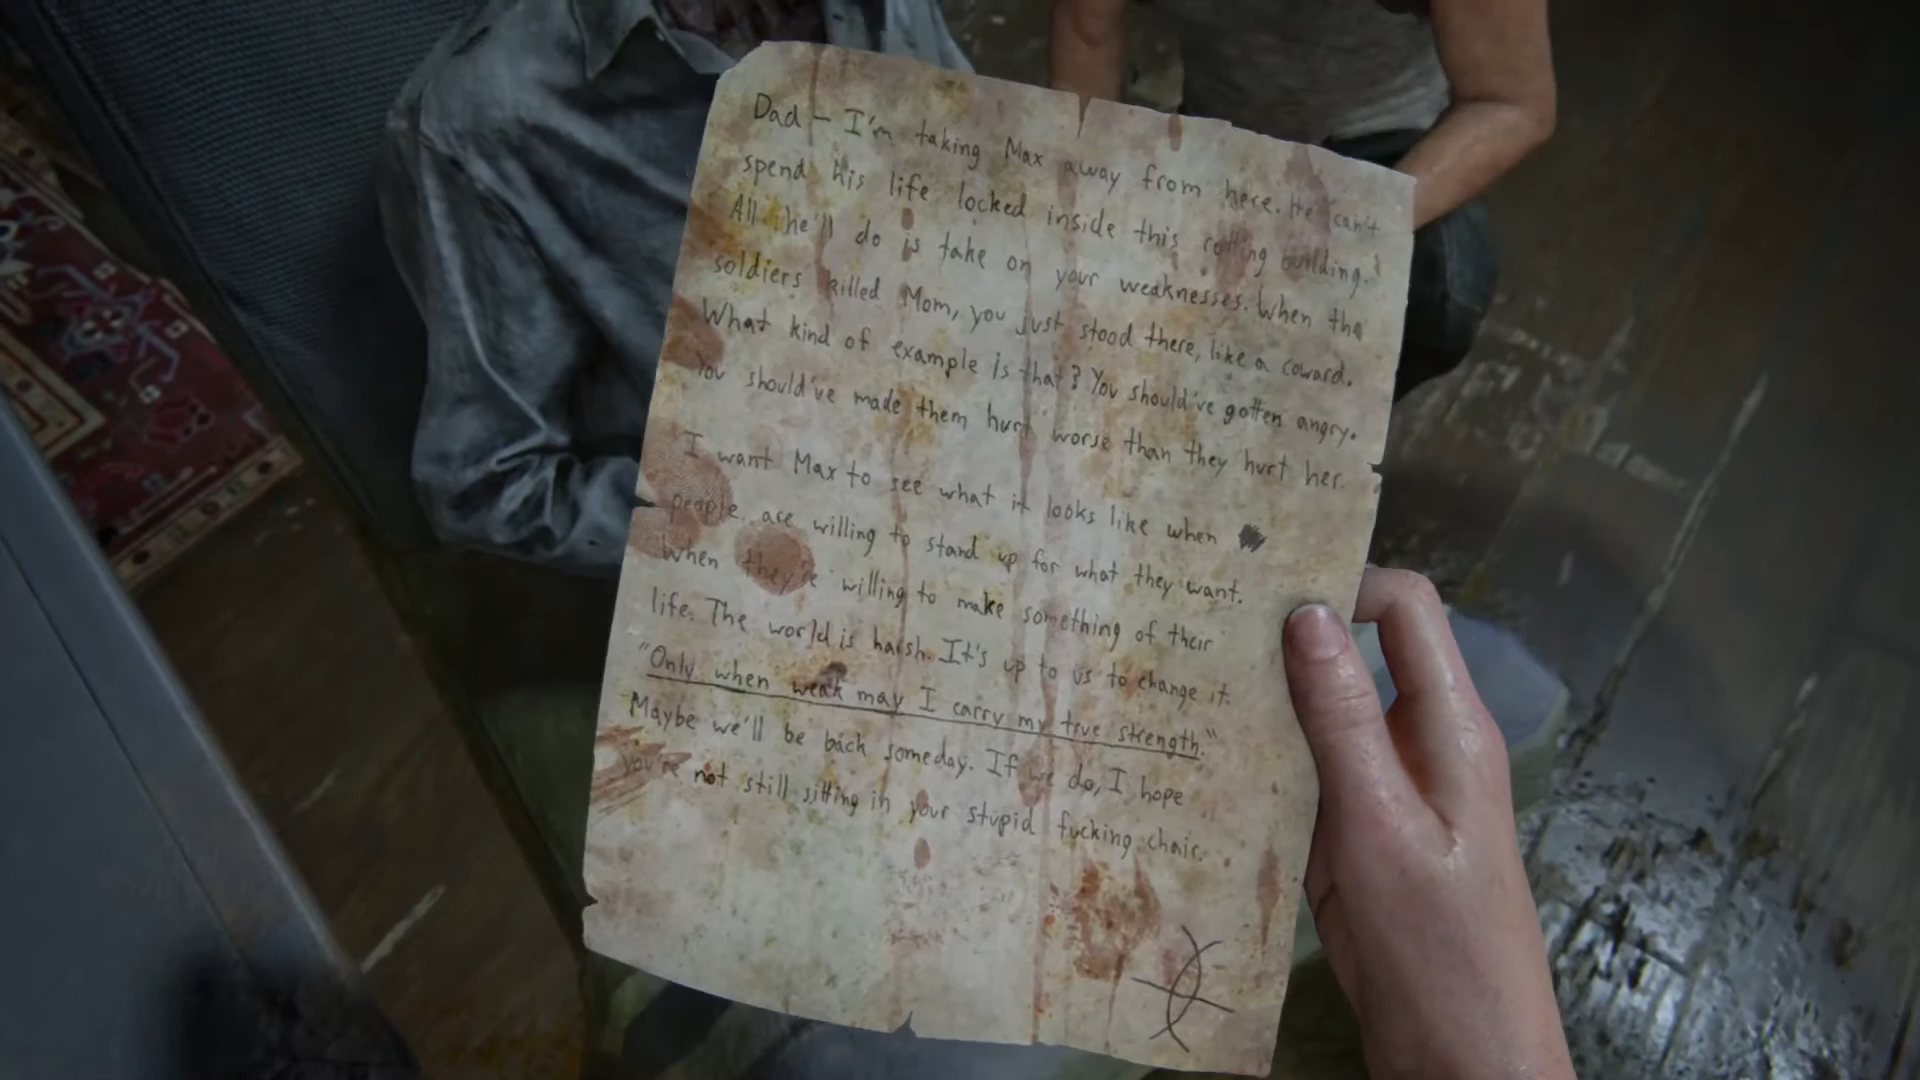 Dad - I'm taking Max away from here. He can't
spend his life locked inside this rotting building.
All he'll do is take on your weaknesses. When the
soldiers killed Mom, you just stood there, like a coward.
What kind of example is that? You should've gotten angry.
You should've made them hurt worse than they hurt her.
I want Max to see what it looks like when
people are willing to stand up for what they want.
When they're willing to make something of their
life. The world is harsh. It's up to us to change it.
"Only when weak may I carry my true strength."
Maybe we'll be back someday. If we do, I hope
you're not still sitting in your stupid fucking chair.